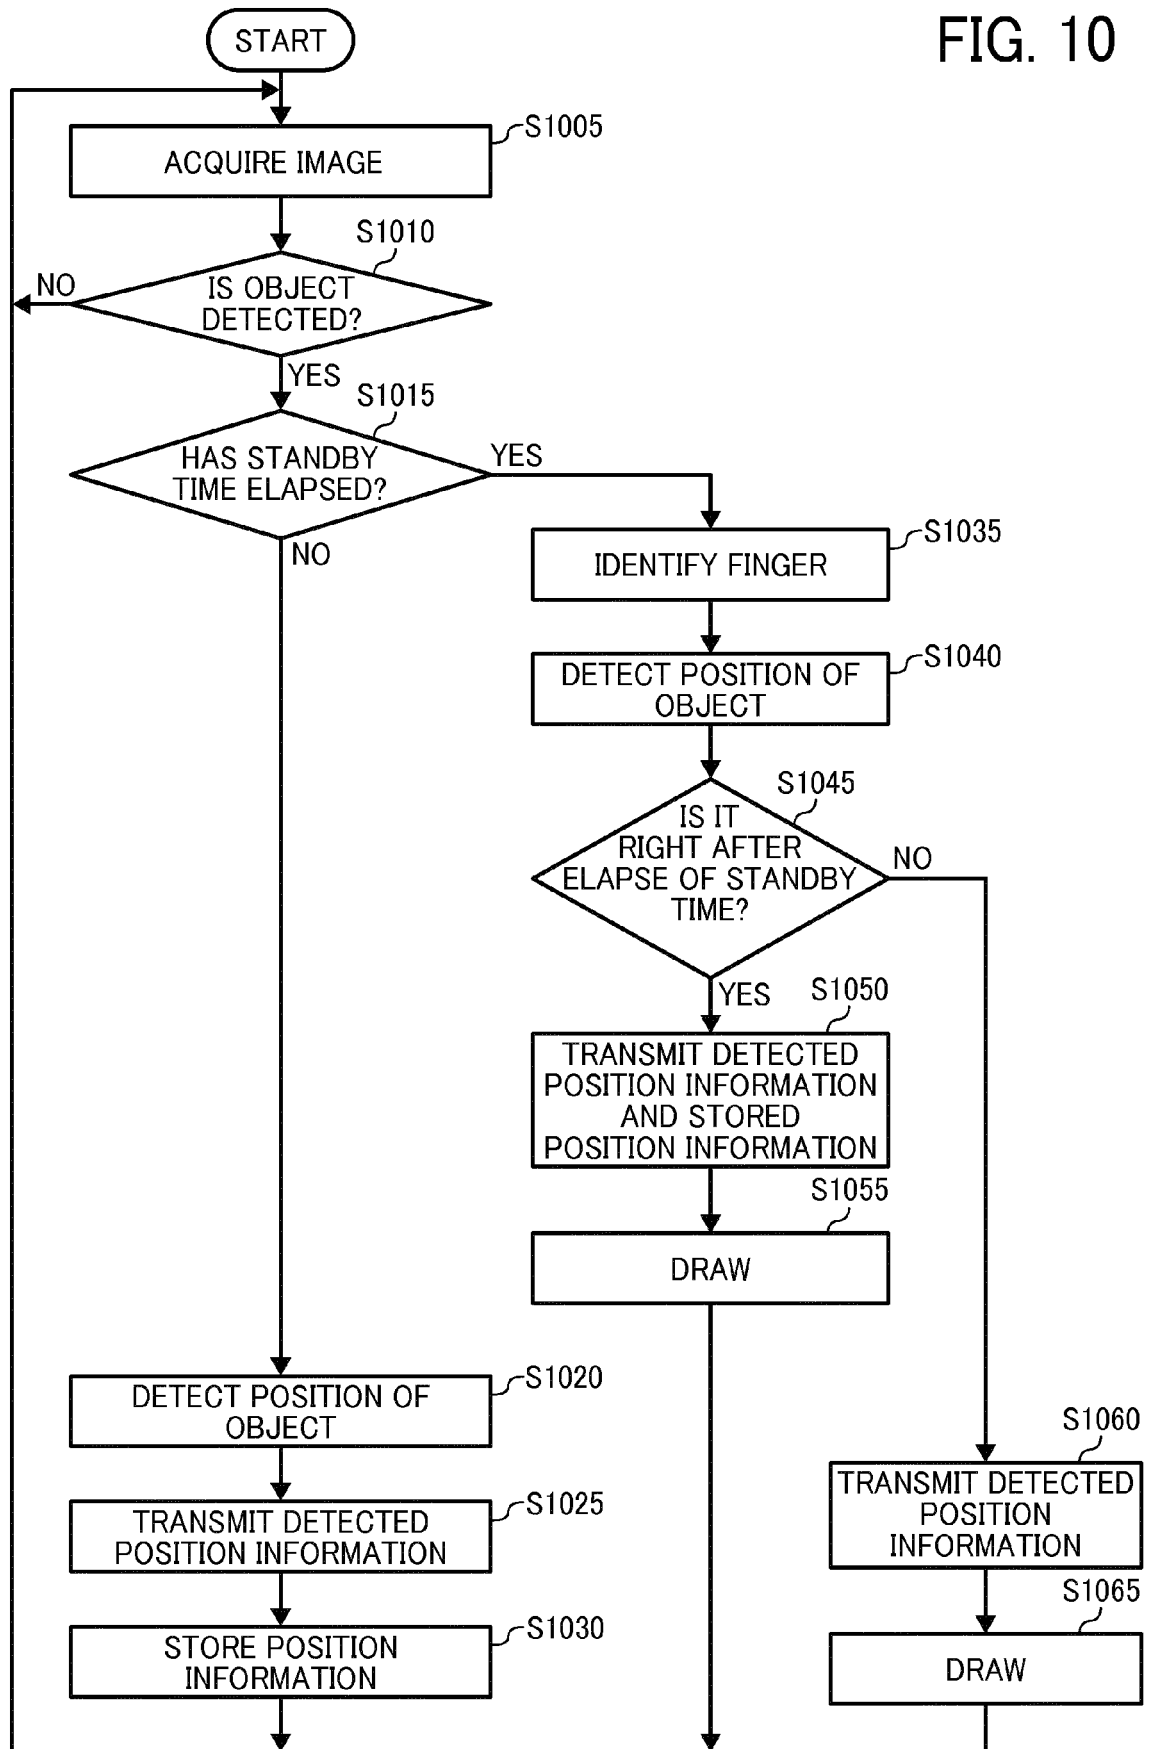 FIG. 10
START
S1005
ACQUIRE IMAGE
S1010
IS OBJECT
DETECTED?
NO
YES
S1015
HAS STANDBY
TIME ELAPSED?
YES
NO
S1035
IDENTIFY FINGER
S1040
DETECT POSITION OF
OBJECT
S1045
IS IT
RIGHT AFTER
ELAPSE OF STANDBY
TIME?
NO
YES
S1050
TRANSMIT DETECTED
POSITION INFORMATION
AND STORED
POSITION INFORMATION
S1055
DRAW
S1020
DETECT POSITION OF
OBJECT
S1025
TRANSMIT DETECTED
POSITION INFORMATION
S1030
STORE POSITION
INFORMATION
S1060
TRANSMIT DETECTED
POSITION
INFORMATION
S1065
DRAW